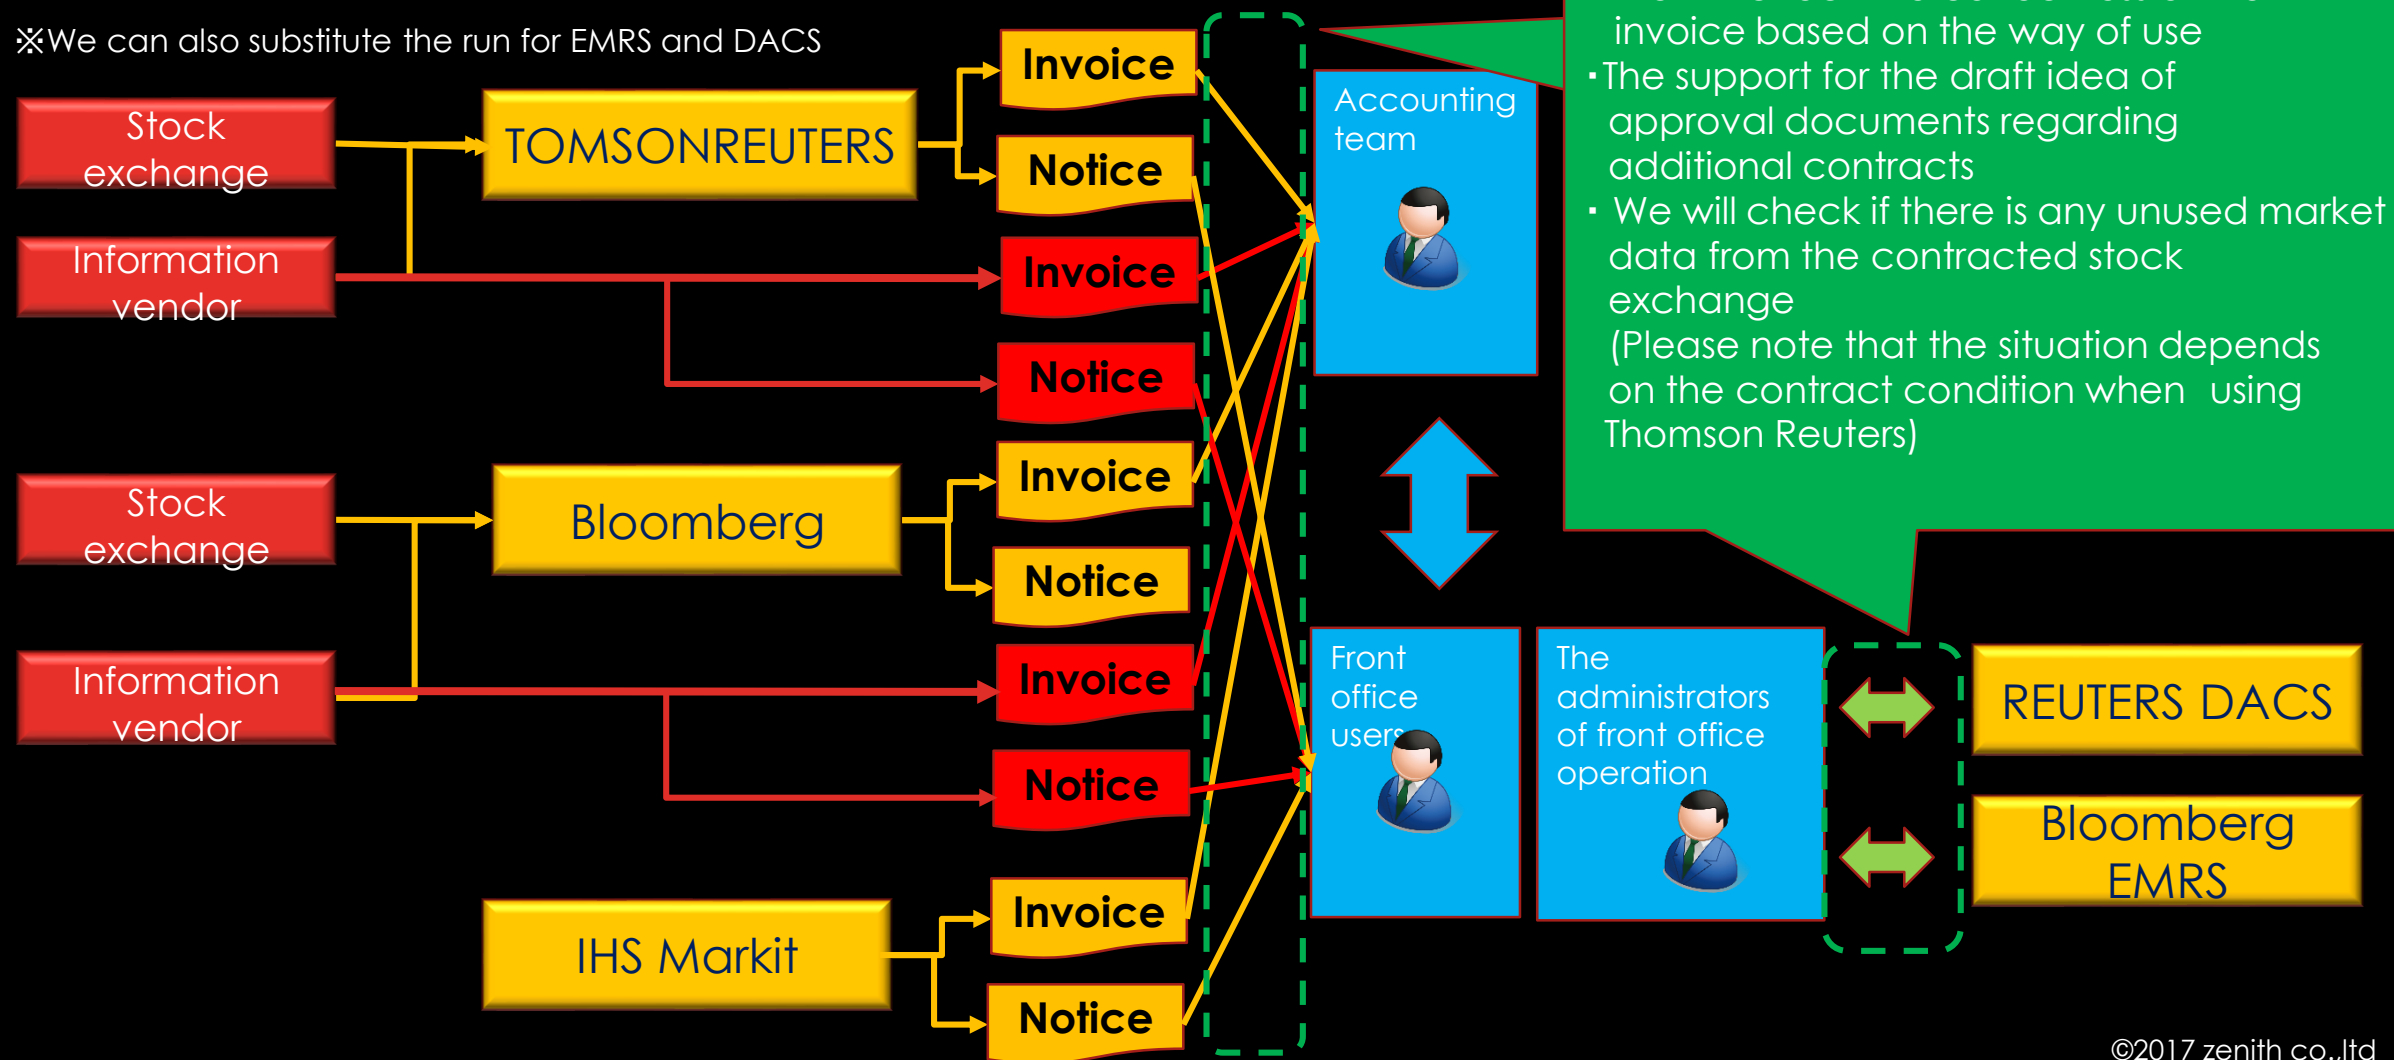 ※We can also substitute the run for EMRS and DACS
Stock
exchange
Information
vendor
TOMSONREUTERS
Invoice
Notice
Invoice
Notice
Stock
exchange
Information
vendor
Bloomberg
Invoice
Notice
Invoice
Notice
IHS Markit
Invoice
Notice
Accounting
team
invoice based on the way of use
･The support for the draft idea of
approval documents regarding
additional contracts
･ We will check if there is any unused market
data from the contracted stock
exchange
(Please note that the situation depends
on the contract condition when using
Thomson Reuters)
Front
office
users
The
administrators
of front office
operation
REUTERS DACS
Bloomberg
EMRS
©2017 zenith co.,ltd